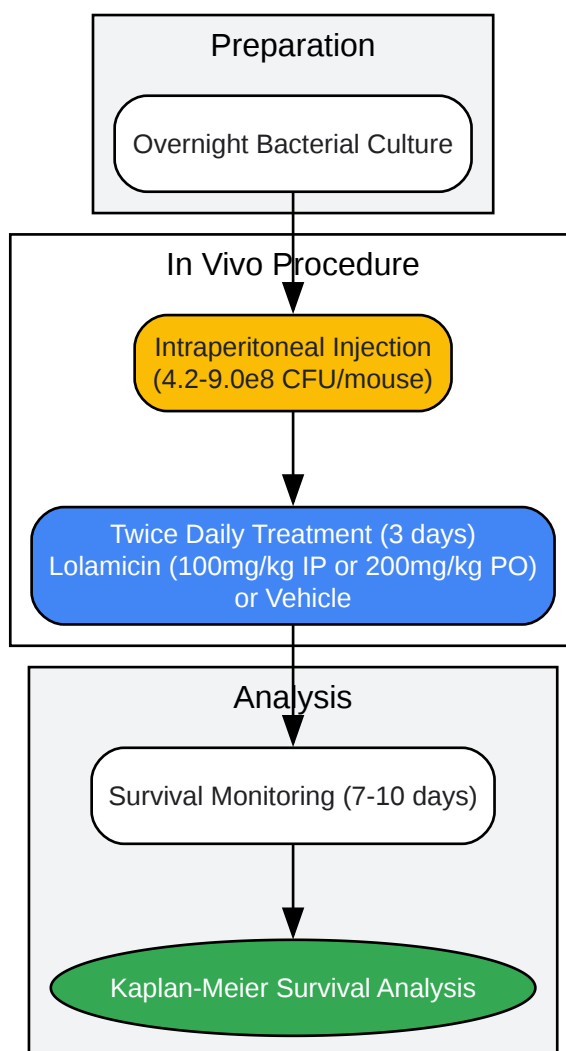 Preparation
Overnight Bacterial Culture
In Vivo Procedure
Intraperitoneal Injection
(4.2-9.0e8 CFU/mouse)
Twice Daily Treatment (3 days)
Lolamicin (100mg/kg IP or 200mg/kg PO)
or Vehicle
Analysis
Survival Monitoring (7-10 days)
Kaplan-Meier Survival Analysis